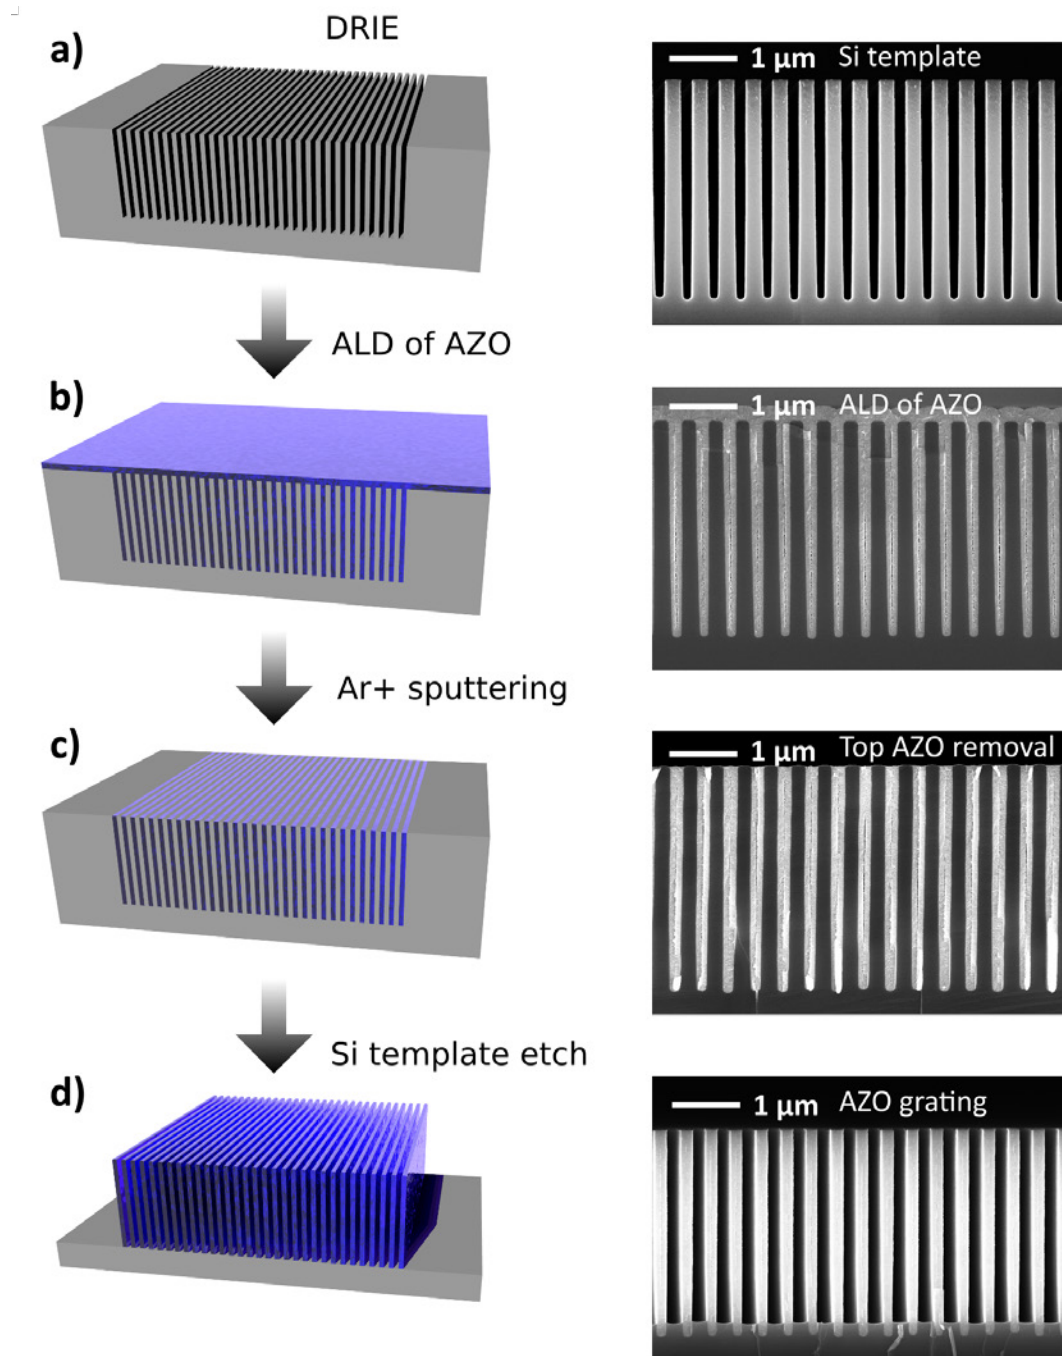 DRIE
a)
1 µm Si template
ALD of AZO
b)
1 µm ALD of AZO
Ar+ sputtering
c)
1 µm Top AZO removal
Si template etch
d)
1 µm AZO grating